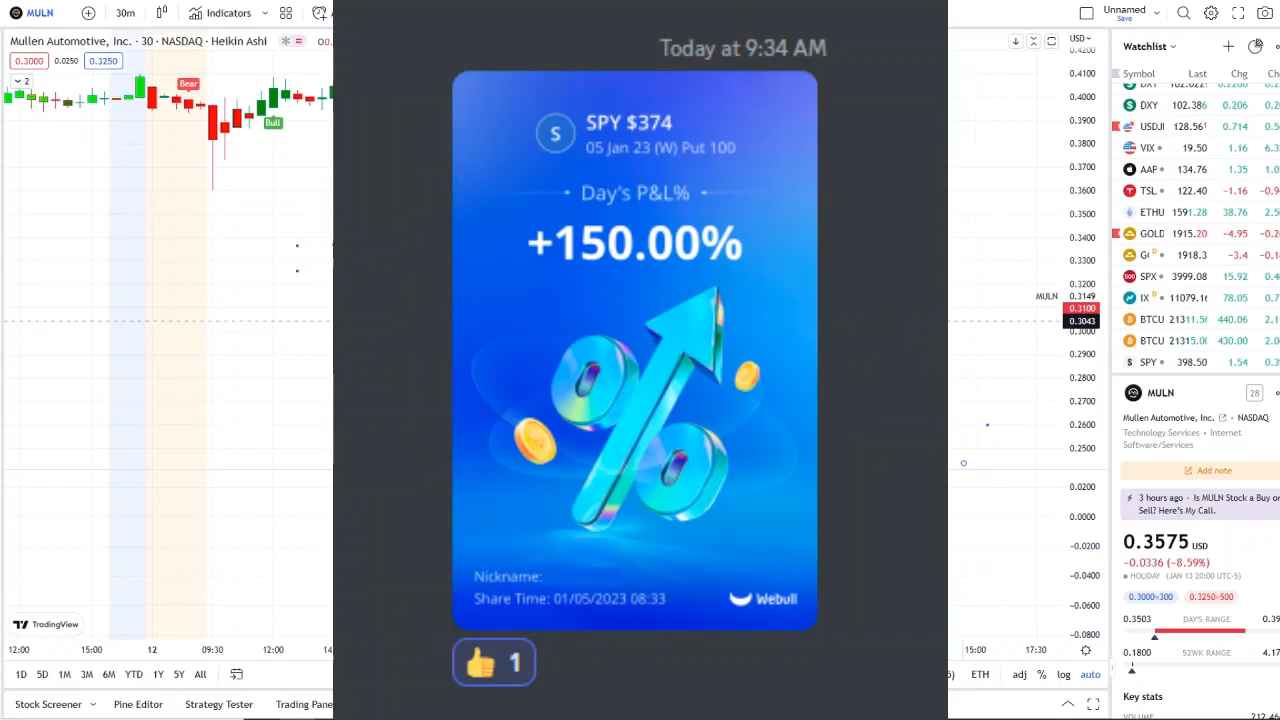 MULN
30m
Indicators
Unnamed
Save
Mullen Automotive, Inc. · 30 · NASDAQ · Heikin Ashi
0.3000 0.0250 0.3250
2
Bear
Bull
TradingView
12:00 15:00 12 09:30 12:00
1D 5D 1M 3M 6M YTD 1Y 5Y All
Stock Screener Pine Editor Strategy Tester
Today at 9:34 AM
S
SPY $374
05 Jan 23 (W) Put 100
Day's P&L%
+150.00%
Nickname:
Share Time: 01/05/2023 08:33
Webull
👍 1
USD
0.4100
0.4000
0.3900
0.3800
0.3700
0.3600
0.3500
0.3400
0.3300
0.3200
MULN 0.3149
0.3100
0.3043
0.3000
0.2900
0.2800
0.2700
0.2600
0.2500
0.0200
0.0000
−0.0200
−0.0400
−0.0600
−0.0800
15:00 17:30
ETH adj % log auto
Watchlist
Symbol Last Chg
DXY 102.386 0.206
USDJ 128.561 0.714
VIX 19.50 1.16
AAP 134.76 1.35
TSL 122.40 −1.16
ETHU 1591.28 38.76
GOLD 1915.20 −4.95
1918.3 −3.4
SPX 3999.08 15.92
IX 11079.16 78.05
BTCU 440.06
BTCU 430.00
SPY 398.50 1.54
MULN
28
Mullen Automotive, Inc. · NASDAQ
Technology Services · Internet
Software/Services
Add note
3 hours ago · Is MULN Stock a Buy or
Sell? Here's My Call.
0.3575 USD
−0.0336 (−8.59%)
HOLIDAY (JAN 13 20:00 UTC-5)
0.3000×300 0.3250×500
0.3503 DAY'S RANGE
0.1800 52WK RANGE
Key stats